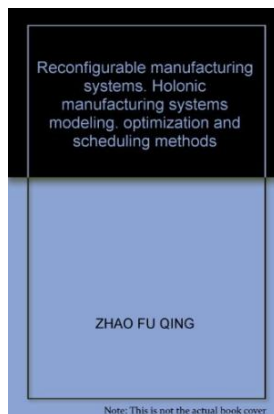 Reconfigurable manufacturing
systems. Holonic
manufacturing systems
modeling. optimization and
scheduling methods
ZHAO FU QING
Note: This is not the actual book cover